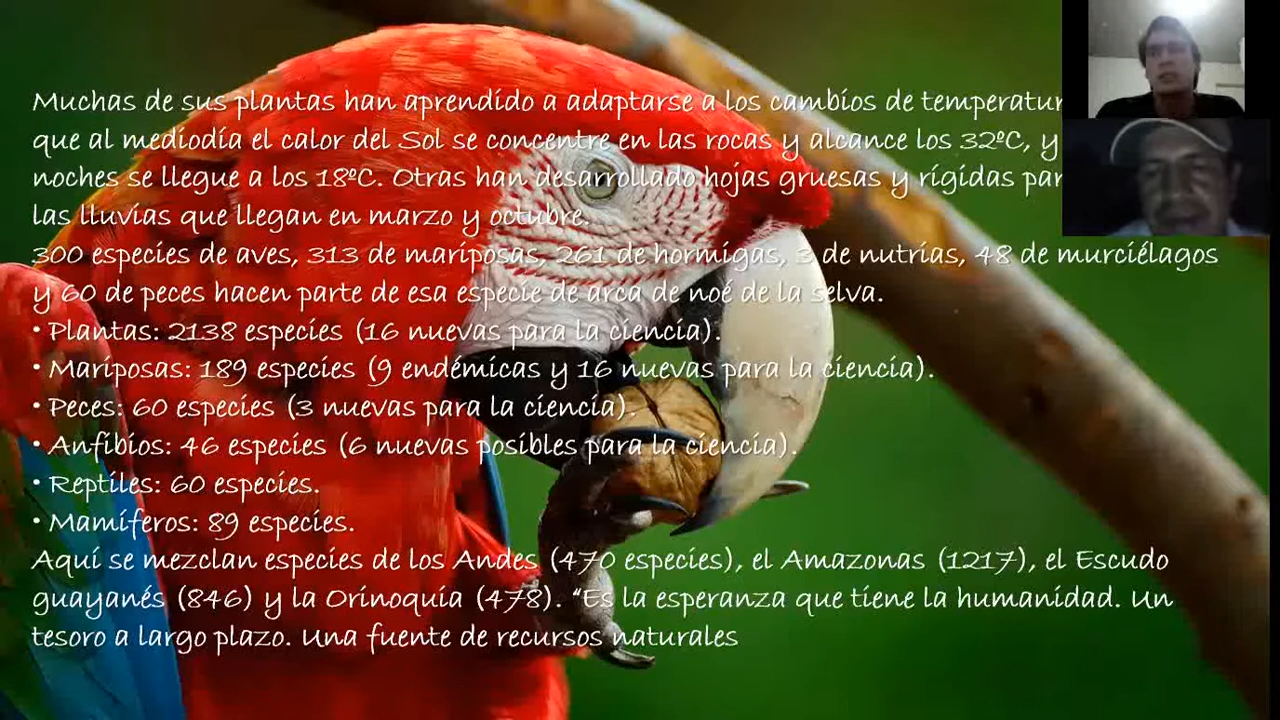 Muchas de sus plantas han aprendido a adaptarse a los cambios de
que al mediodía el calor del Sol se concentre en las rocas y alcance los 32ºC, y
noches se llegue a los 18ºC. Otras han desarrollado hojas gruesas y rígidas
las lluvias que llegan en marzo y octubre.
300 especies de aves, 313 de mariposas, 261 de hormigas, 3 de nutrias, 48 de murciélagos
y 60 de peces hacen parte de esa especie de arca de noé de la selva.
• Plantas: 2138 especies (16 nuevas para la ciencia).
• Mariposas: 189 especies (9 endémicas y 16 nuevas para la ciencia).
• Peces: 60 especies (3 nuevas para la ciencia).
• Anfibios: 46 especies (6 nuevas posibles para la ciencia).
• Reptiles: 60 especies.
• Mamíferos: 89 especies.
Aquí se mezclan especies de los Andes (470 especies), el Amazonas (1217), el Escudo
guayanés (846) y la Orinoquia (478). “Es la esperanza que tiene la humanidad. Un
tesoro a largo plazo. Una fuente de recursos naturales